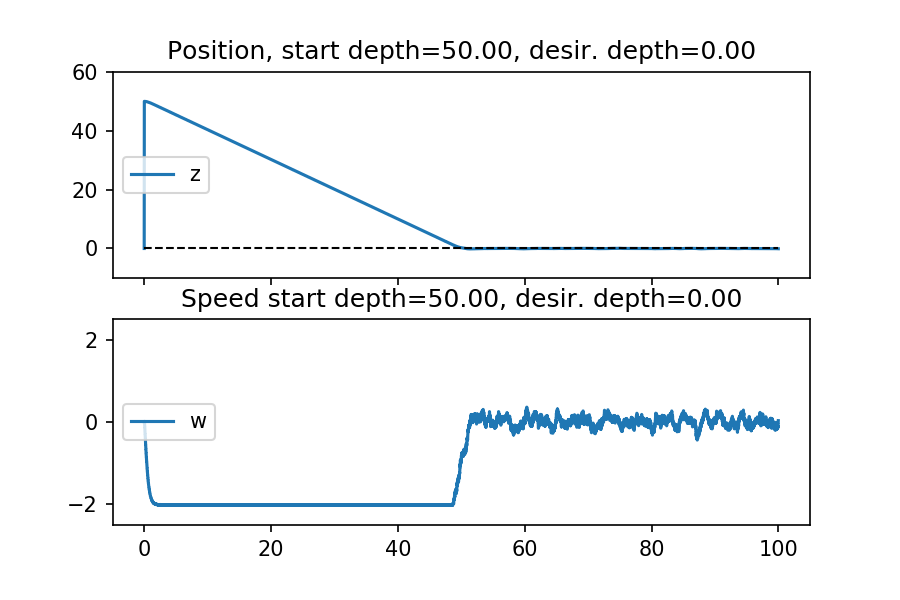 Position, start depth=50.00, desir. depth=0.00
60
40
20
0
z
Speed start depth=50.00, desir. depth=0.00
2
0
−2
w
0 20 40 60 80 100